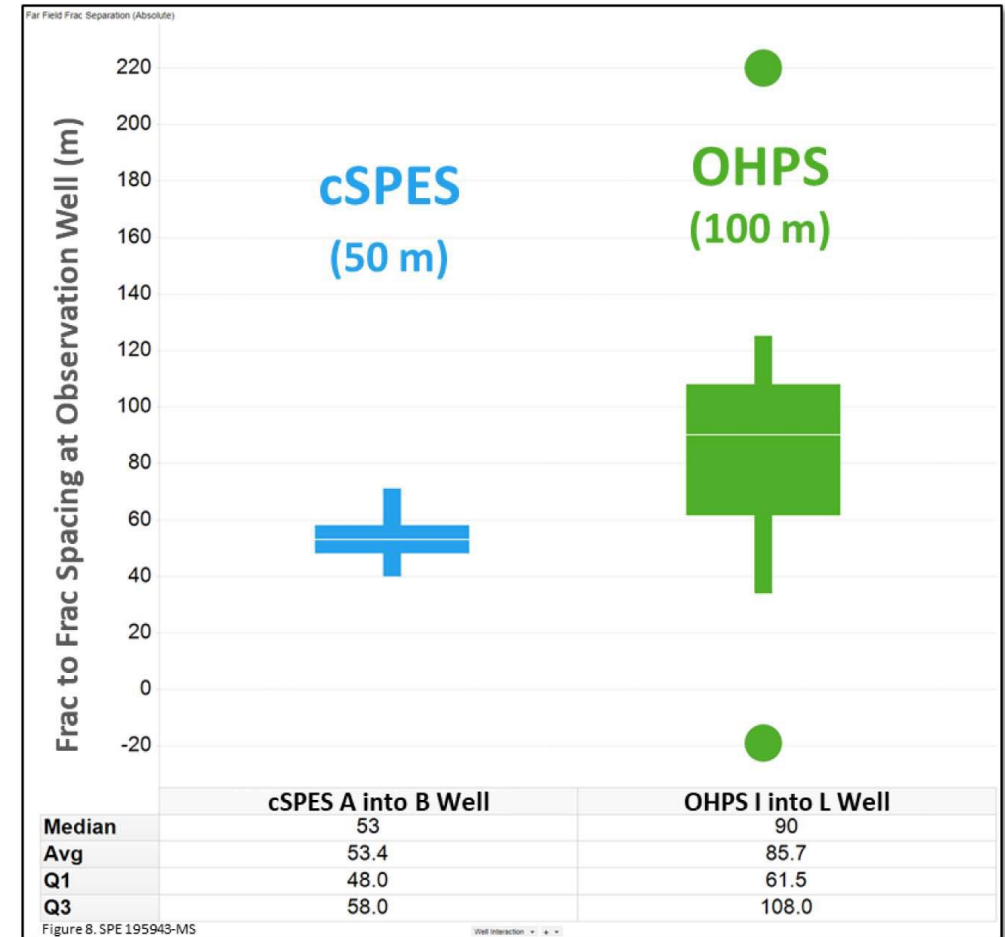 Far Field Frac Separation (Absolute)
Frac to Frac Spacing at Observation Well (m)
220
200
180
160
140
120
100
80
60
40
20
0
-20
cSPES
(50 m)
OHPS
(100 m)
cSPES A into B Well OHPS I into L Well
Median 53 90
Avg 53.4 85.7
Q1 48.0 61.5
Q3 58.0 108.0
Figure 8. SPE 195943-MS
Well Interaction +